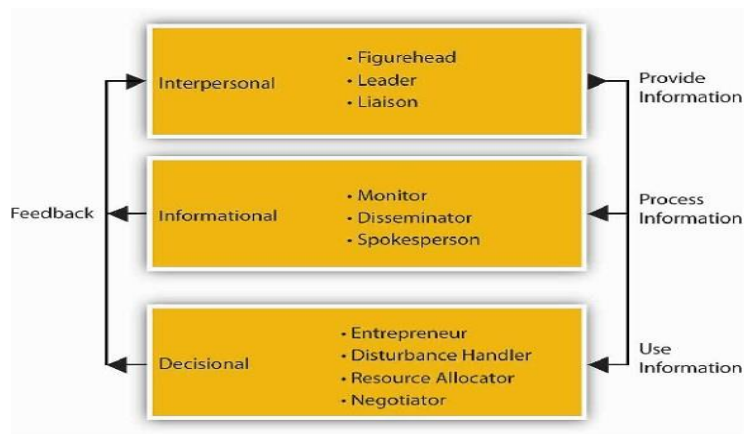 Interpersonal
• Figurehead
• Leader
• Liaison
Provide
Information
Feedback
Informational
• Monitor
• Disseminator
• Spokesperson
Process
Information
Decisional
• Entrepreneur
• Disturbance Handler
• Resource Allocator
• Negotiator
Use
Information